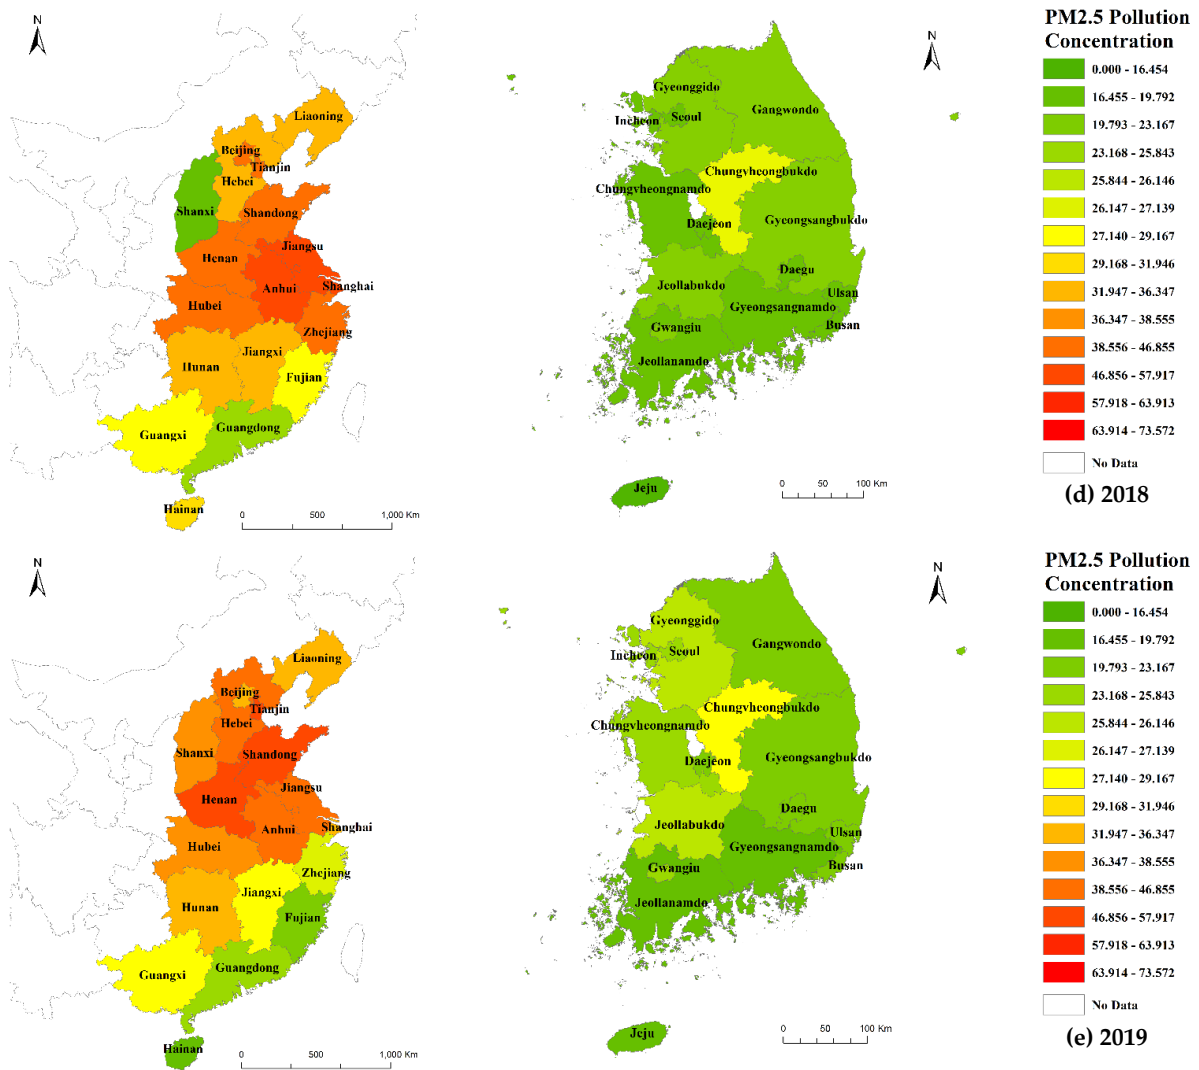 N
Liaoning
Beijing
Tianjin
Hebei
Shanxi
Shandong
Jiangsu
Henan
Anhui
Shanghai
Hubei
Zhejiang
Jiangxi
Hunan
Fujian
Guangxi
Guangdong
Hainan
0 500 1,000 Km
N
Gyeonggido
Gangwondo
Incheon
Seoul
Chungvheongbukdo
Chungvheongnamdo
Daejeon
Gyeongsangbukdo
Daegu
Jeollabukdo
Ulsan
Gyeongsangnamdo
Busan
Gwangiu
Jeollanamdo
Jeju
0 50 100 Km
PM2.5 Pollution
Concentration
0.000 - 16.454
16.455 - 19.792
19.793 - 23.167
23.168 - 25.843
25.844 - 26.146
26.147 - 27.139
27.140 - 29.167
29.168 - 31.946
31.947 - 36.347
36.347 - 38.555
38.556 - 46.855
46.856 - 57.917
57.918 - 63.913
63.914 - 73.572
No Data
(d) 2018
N
Liaoning
Beijing
Tianjin
Hebei
Shanxi
Shandong
Jiangsu
Henan
Anhui
Shanghai
Hubei
Zhejiang
Jiangxi
Hunan
Fujian
Guangxi
Guangdong
Hainan
0 500 1,000 Km
N
Gyeonggido
Gangwondo
Incheon
Seoul
Chungvheongbukdo
Chungvheongnamdo
Daejeon
Gyeongsangbukdo
Daegu
Jeollabukdo
Ulsan
Gyeongsangnamdo
Busan
Gwangiu
Jeollanamdo
Jeju
0 50 100 Km
PM2.5 Pollution
Concentration
0.000 - 16.454
16.455 - 19.792
19.793 - 23.167
23.168 - 25.843
25.844 - 26.146
26.147 - 27.139
27.140 - 29.167
29.168 - 31.946
31.947 - 36.347
36.347 - 38.555
38.556 - 46.855
46.856 - 57.917
57.918 - 63.913
63.914 - 73.572
No Data
(e) 2019